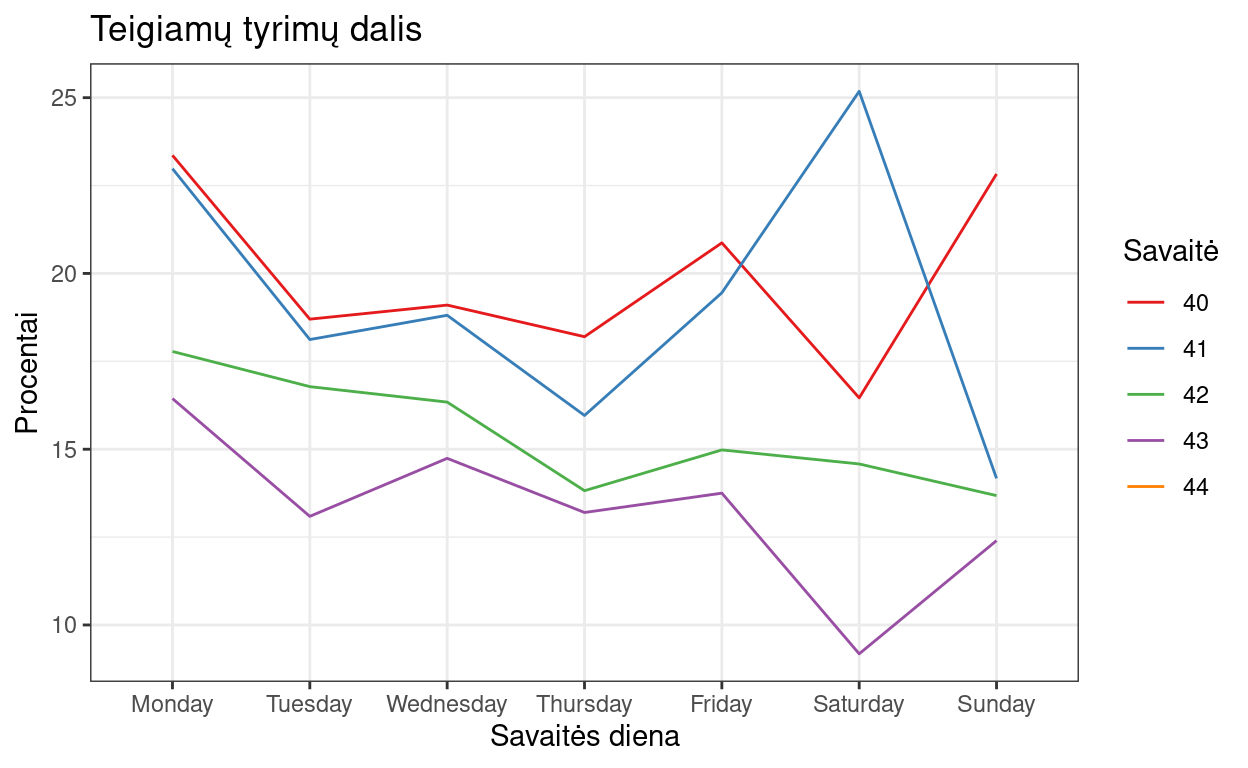 Teigiamų tyrimų dalis
25
20
15
10
Procentai
Monday Tuesday Wednesday Thursday Friday Saturday Sunday
Savaitės diena
Savaitė
40
41
42
43
44